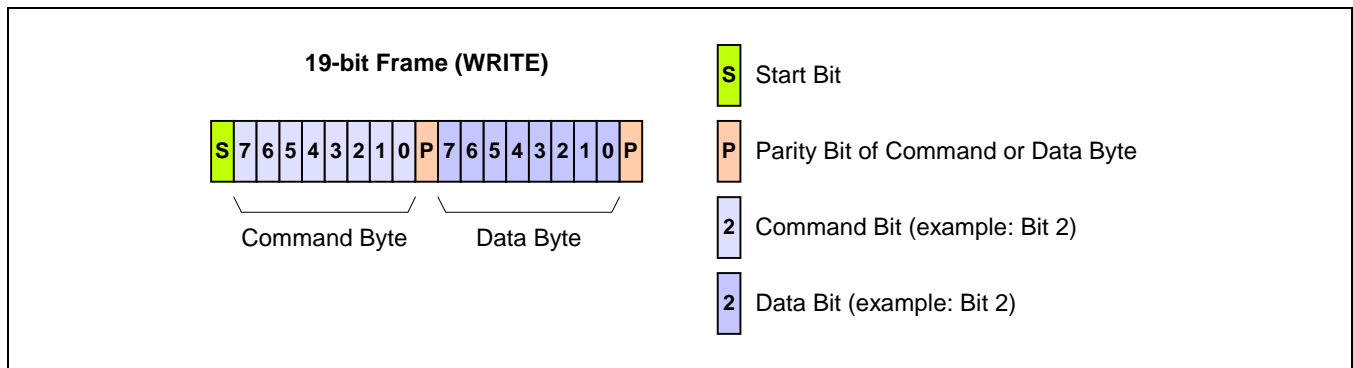 19-bit Frame (WRITE)
S 7 6 5 4 3 2 1 0 P 7 6 5 4 3 2 1 0 P
Command Byte Data Byte
S Start Bit
P Parity Bit of Command or Data Byte
2 Command Bit (example: Bit 2)
2 Data Bit (example: Bit 2)